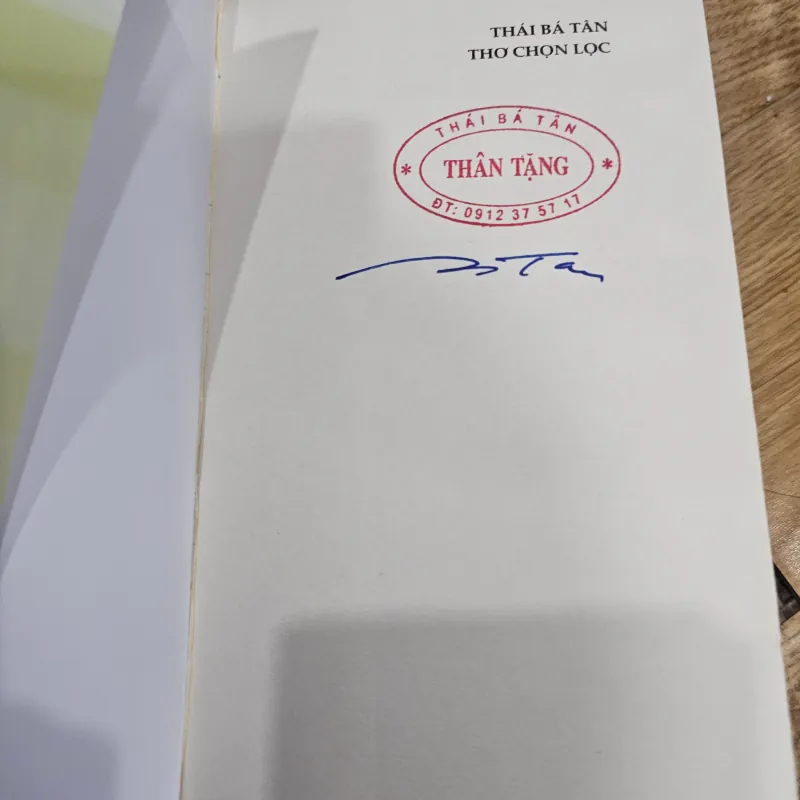 THÁI BÁ TÂN
THƠ CHỌN LỌC
THÁI BÁ TÂN
* THÂN TẶNG *
ĐT: 0912 37 57 17